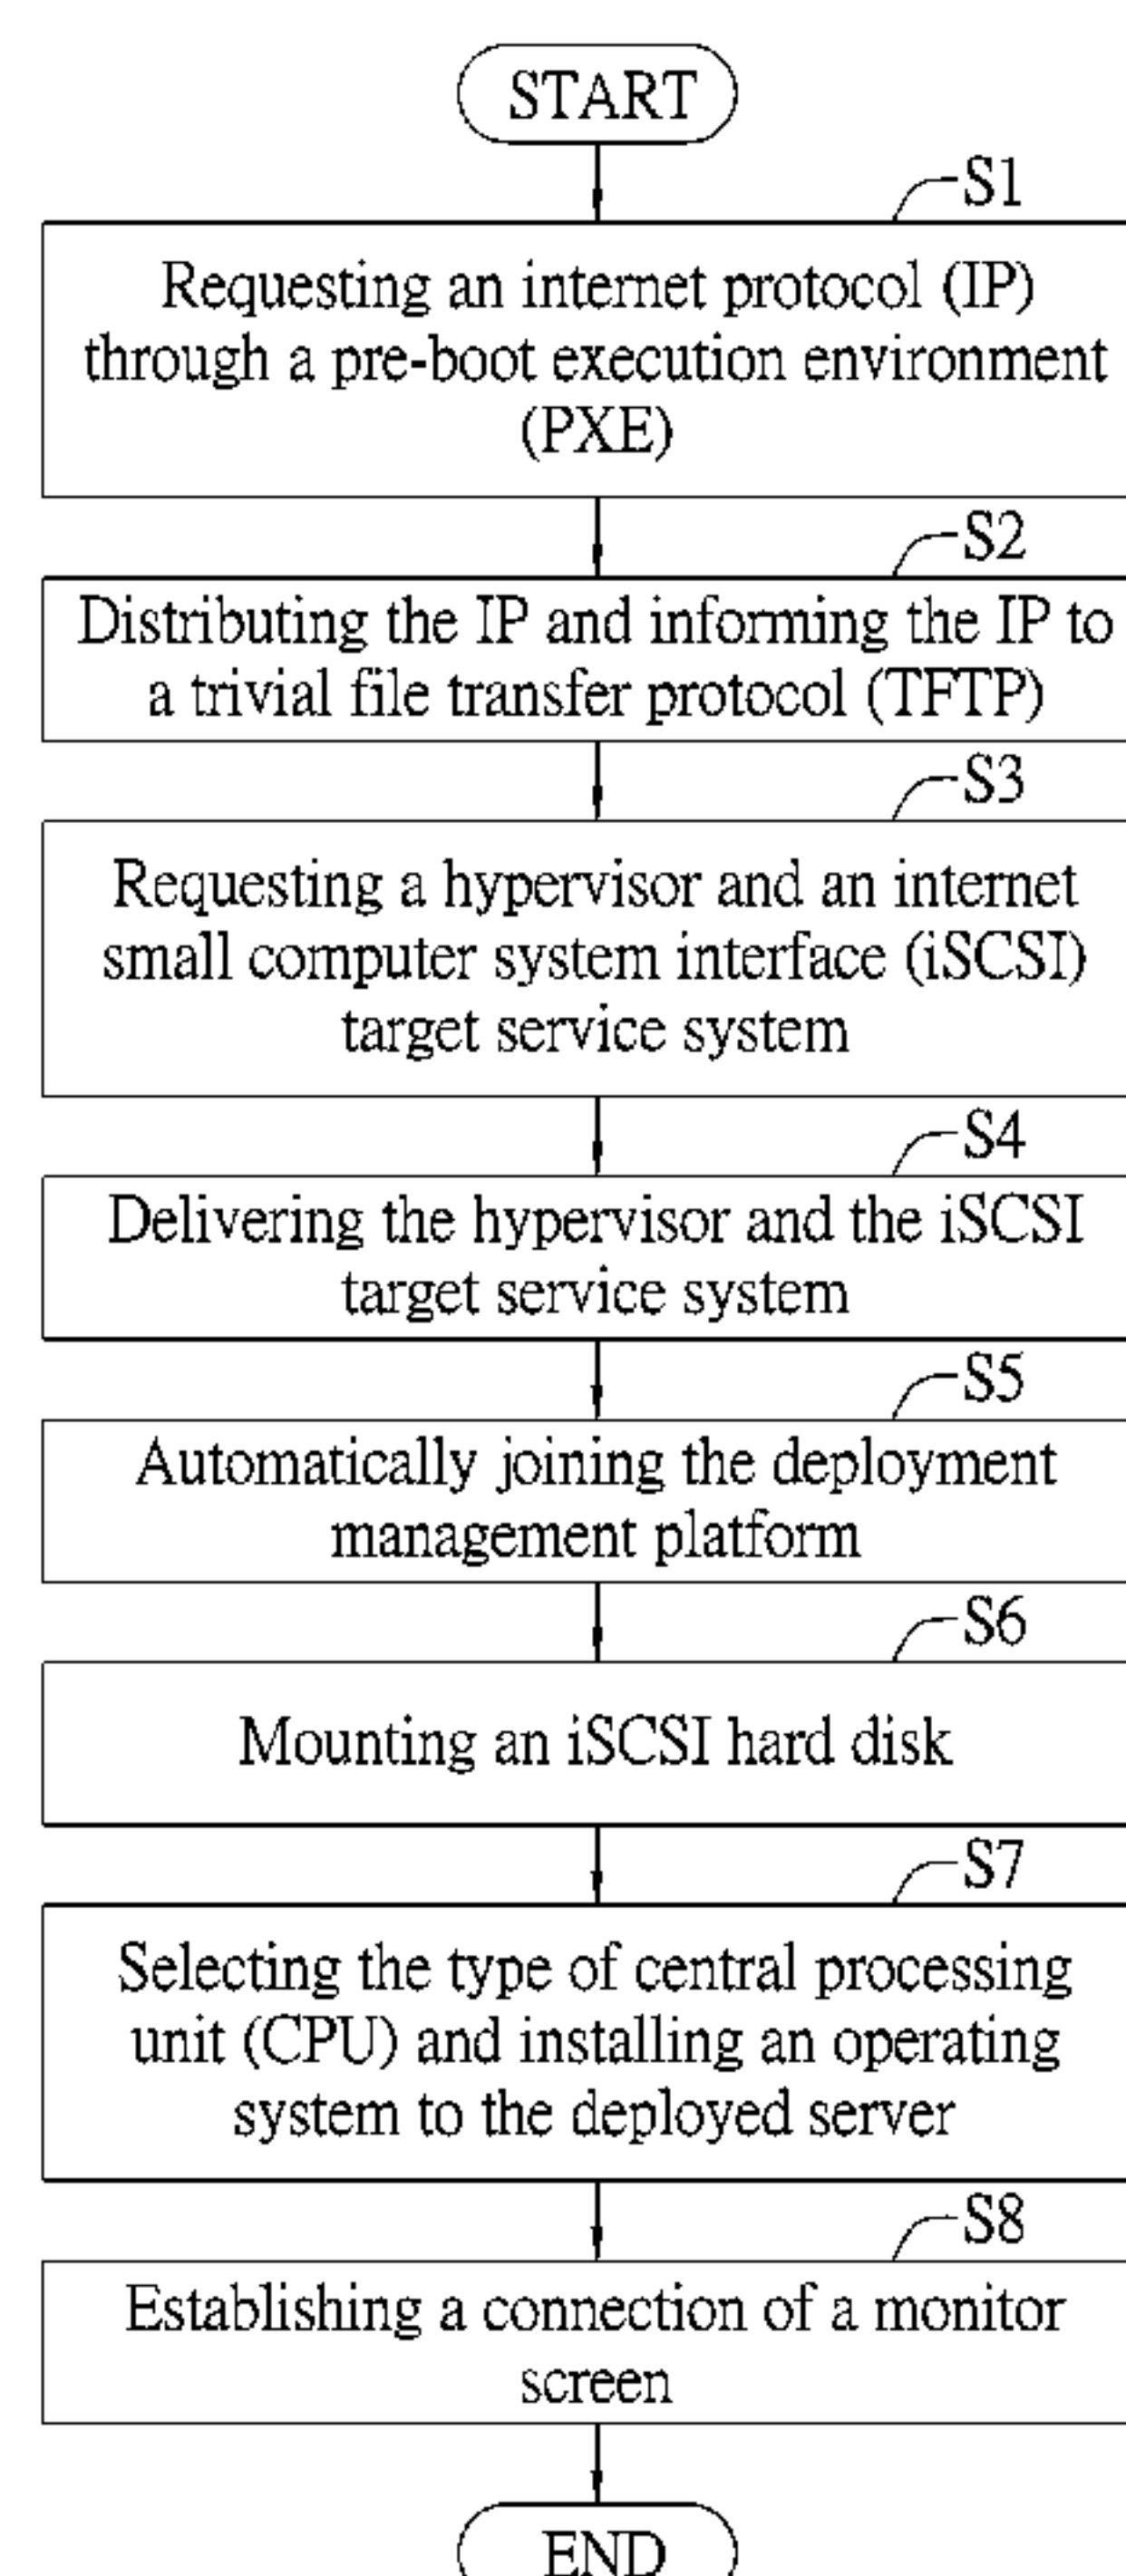 START
S1
Requesting an internet protocol (IP)
through a pre-boot execution environment
(PXE)
S2
Distributing the IP and informing the IP to
a trivial file transfer protocol (TFTP)
S3
Requesting a hypervisor and an internet
small computer system interface (iSCSI)
target service system
S4
Delivering the hypervisor and the iSCSI
target service system
S5
Automatically joining the deployment
management platform
S6
Mounting an iSCSI hard disk
S7
Selecting the type of central processing
unit (CPU) and installing an operating
system to the deployed server
S8
Establishing a connection of a monitor
screen
END